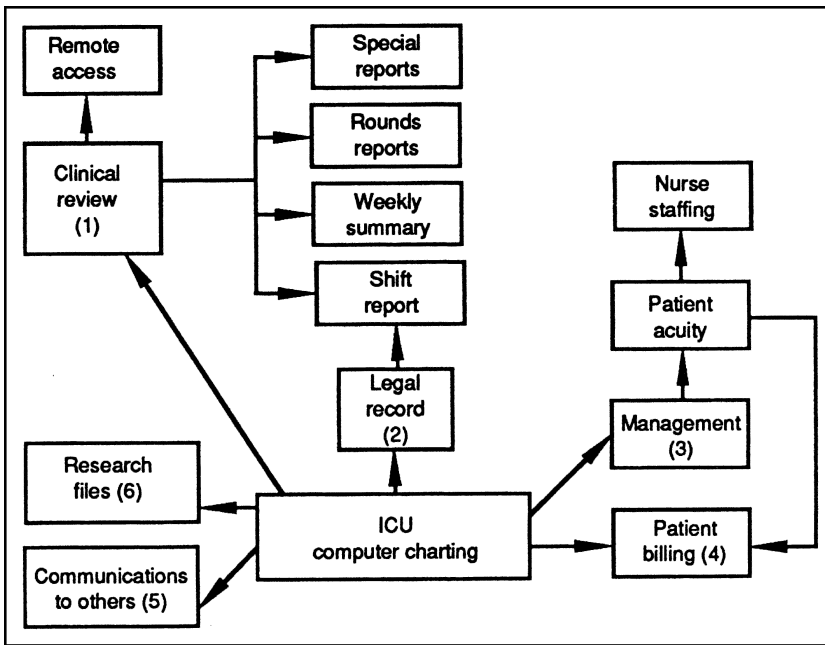 Remote
access
Special
reports
Rounds
reports
Clinical
review
(1)
Weekly
summary
Nurse
staffing
Shift
report
Patient
acuity
Legal
record
(2)
Management
(3)
Research
files (6)
ICU
computer charting
Patient
billing (4)
Communications
to others (5)